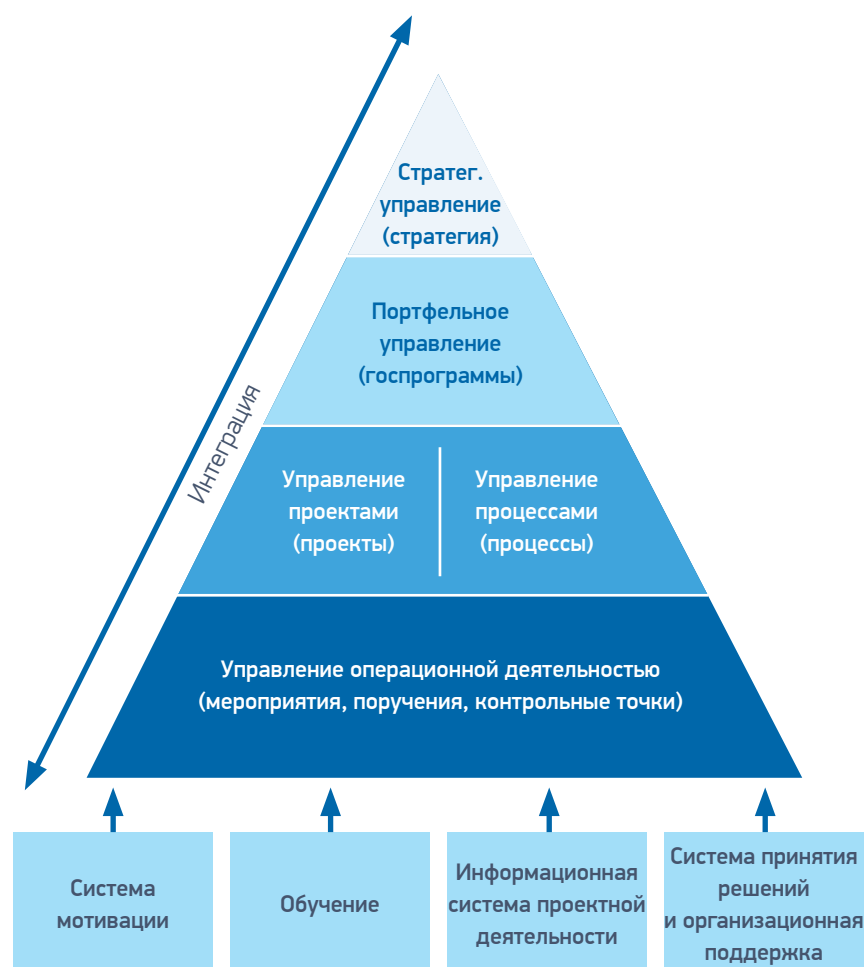 Стратег.
управление
(стратегия)
Портфельное
управление
(госпрограммы)
Интеграция
Управление
проектами
(проекты)
Управление
процессами
(процессы)
Управление операционной деятельностью
(мероприятия, поручения, контрольные точки)
Система
мотивации
Обучение
Информационная
система проектной
деятельности
Система принятия
решений
и организационная
поддержка